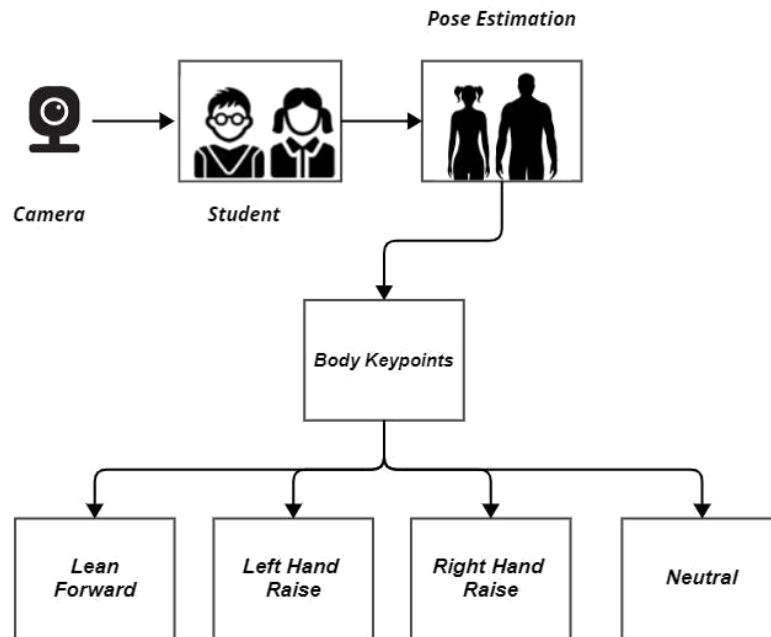 Pose Estimation
Camera
Student
Body Keypoints
Lean
Forward
Left Hand
Raise
Right Hand
Raise
Neutral